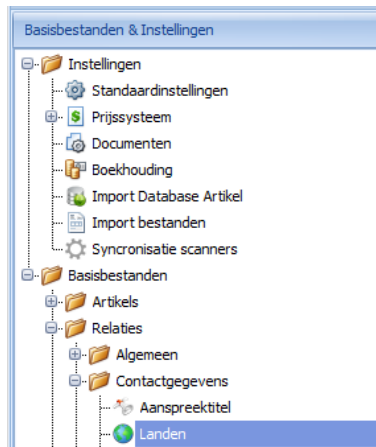 Basisbestanden & Instellingen
Instellingen
Standaardinstellingen
Prijssysteem
Documenten
Boekhouding
Import Database Artikel
Import bestanden
Syncronisatie scanners
Basisbestanden
Artikels
Relaties
Algemeen
Contactgegevens
Aanspreektitel
Landen